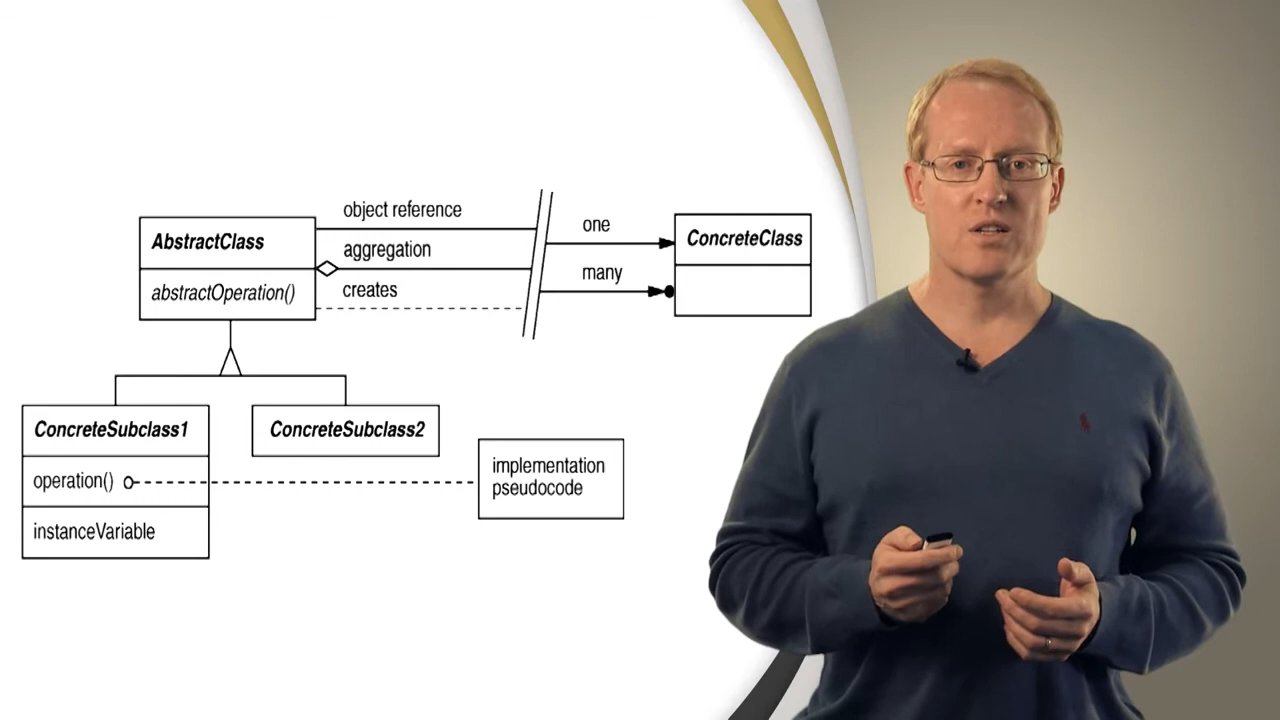 object reference
one
AbstractClass
aggregation
ConcreteClass
many
abstractOperation()
creates
ConcreteSubclass1
ConcreteSubclass2
operation()
implementation
pseudocode
instanceVariable